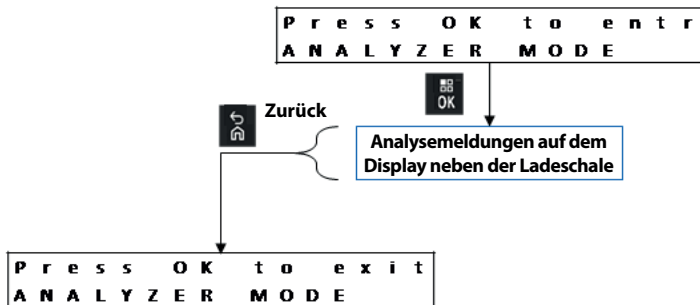 Press OK to entr
ANALYZER MODE
OK
Zurück
Analysemeldungen auf dem
Display neben der Ladeschale
Press OK to exit
ANALYZER MODE